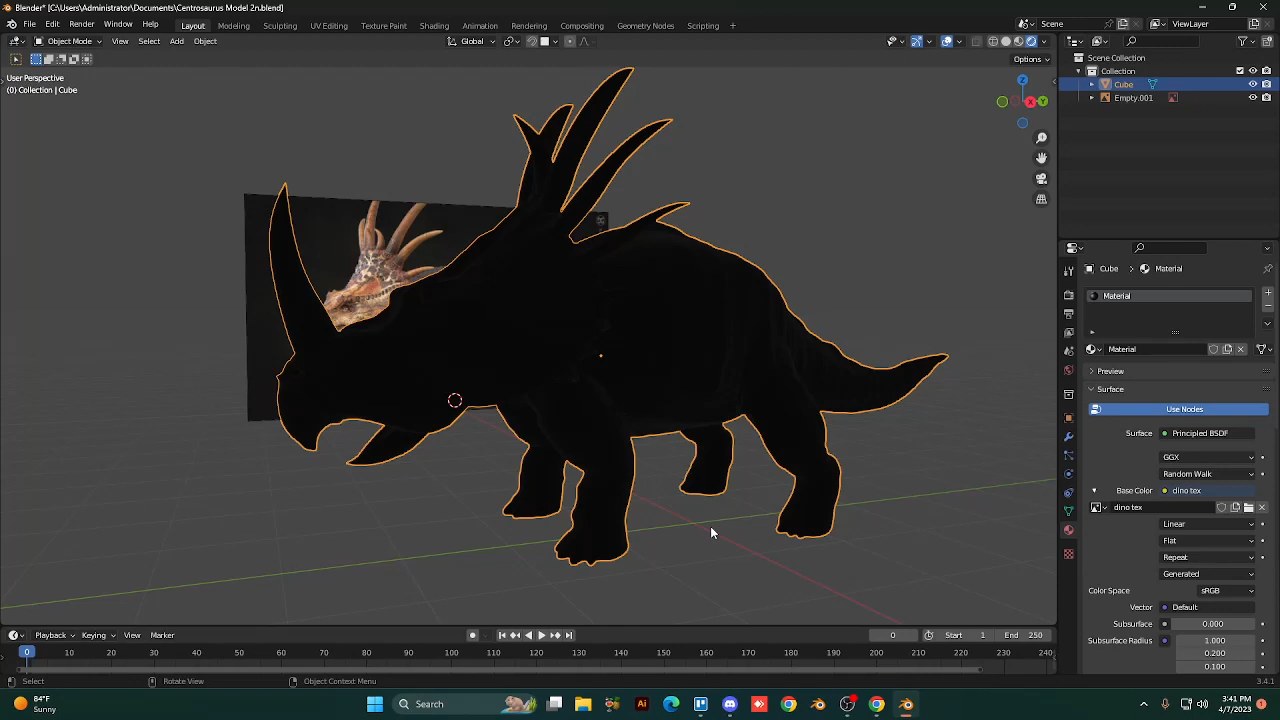 Blender* [C:\Users\Administrator\Documents\Centosaurus Model 2n.blend]
File Edit Render Window Help Layout Modeling Sculpting UV Editing Texture Paint Shading Animation Rendering Compositing Geometry Nodes Scripting + Scene ViewLayer
Object Mode View Select Add Object Global
Options
User Perspective
(0) Collection | Cube
Z
X
Y
Scene Collection
Collection
Cube
Empty.001
Cube > Material
Material
Material
Preview
Surface
Use Nodes
Surface Principled BSDF
GGX
Random Walk
Base Color dino tex
dino tex
Linear
Flat
Repeat
Generated
Color Space sRGB
Vector Default
Subsurface 0.000
Subsurface Radius 1.000
0.200
0.100
Playback Keying View Marker 0 Start 1 End 250
0 10 20 30 40 50 60 70 80 90 100 110 120 130 140 150 160 170 180 190 200 210 220 230 240
Select Rotate View Object Context Menu 3.4.1
84°F
Sunny
Search
Ai
3:41 PM
4/7/2023